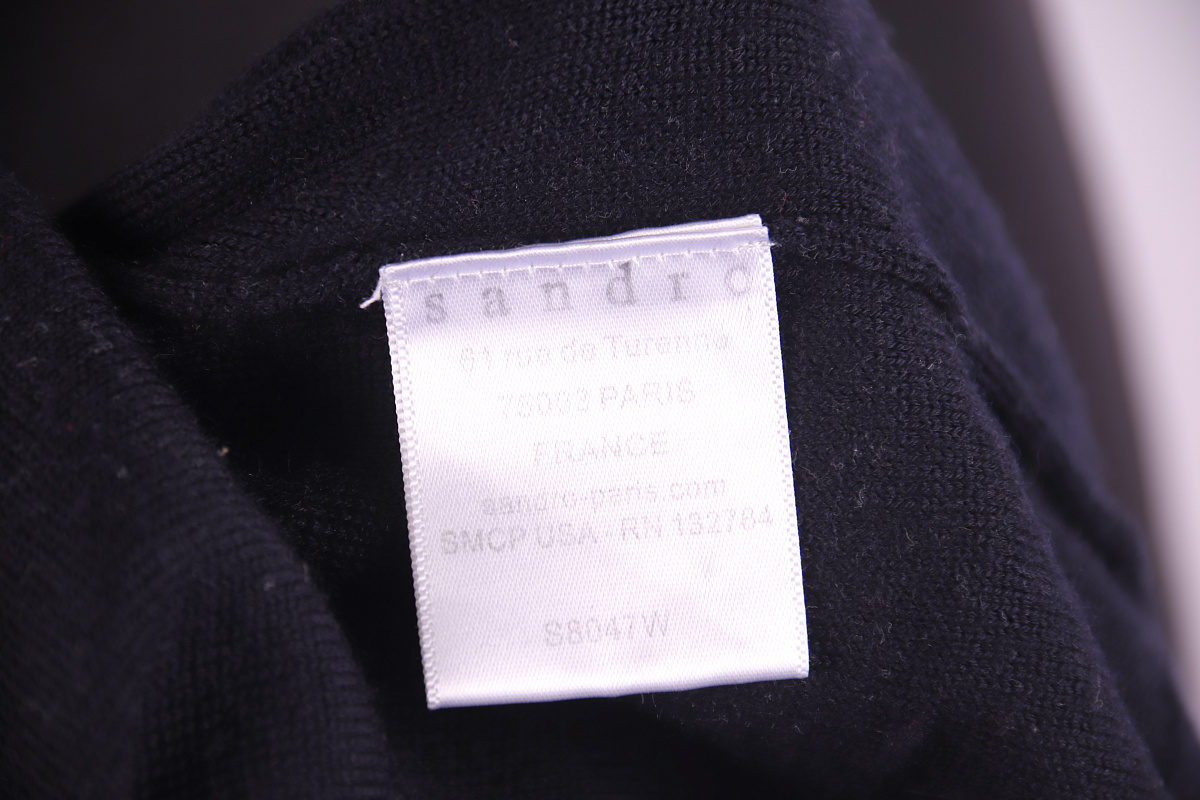 sandro
61 rue de Turenne
75003 PARIS
FRANCE
sandro-paris.com
SMCP USA - RN 132784
S8047W